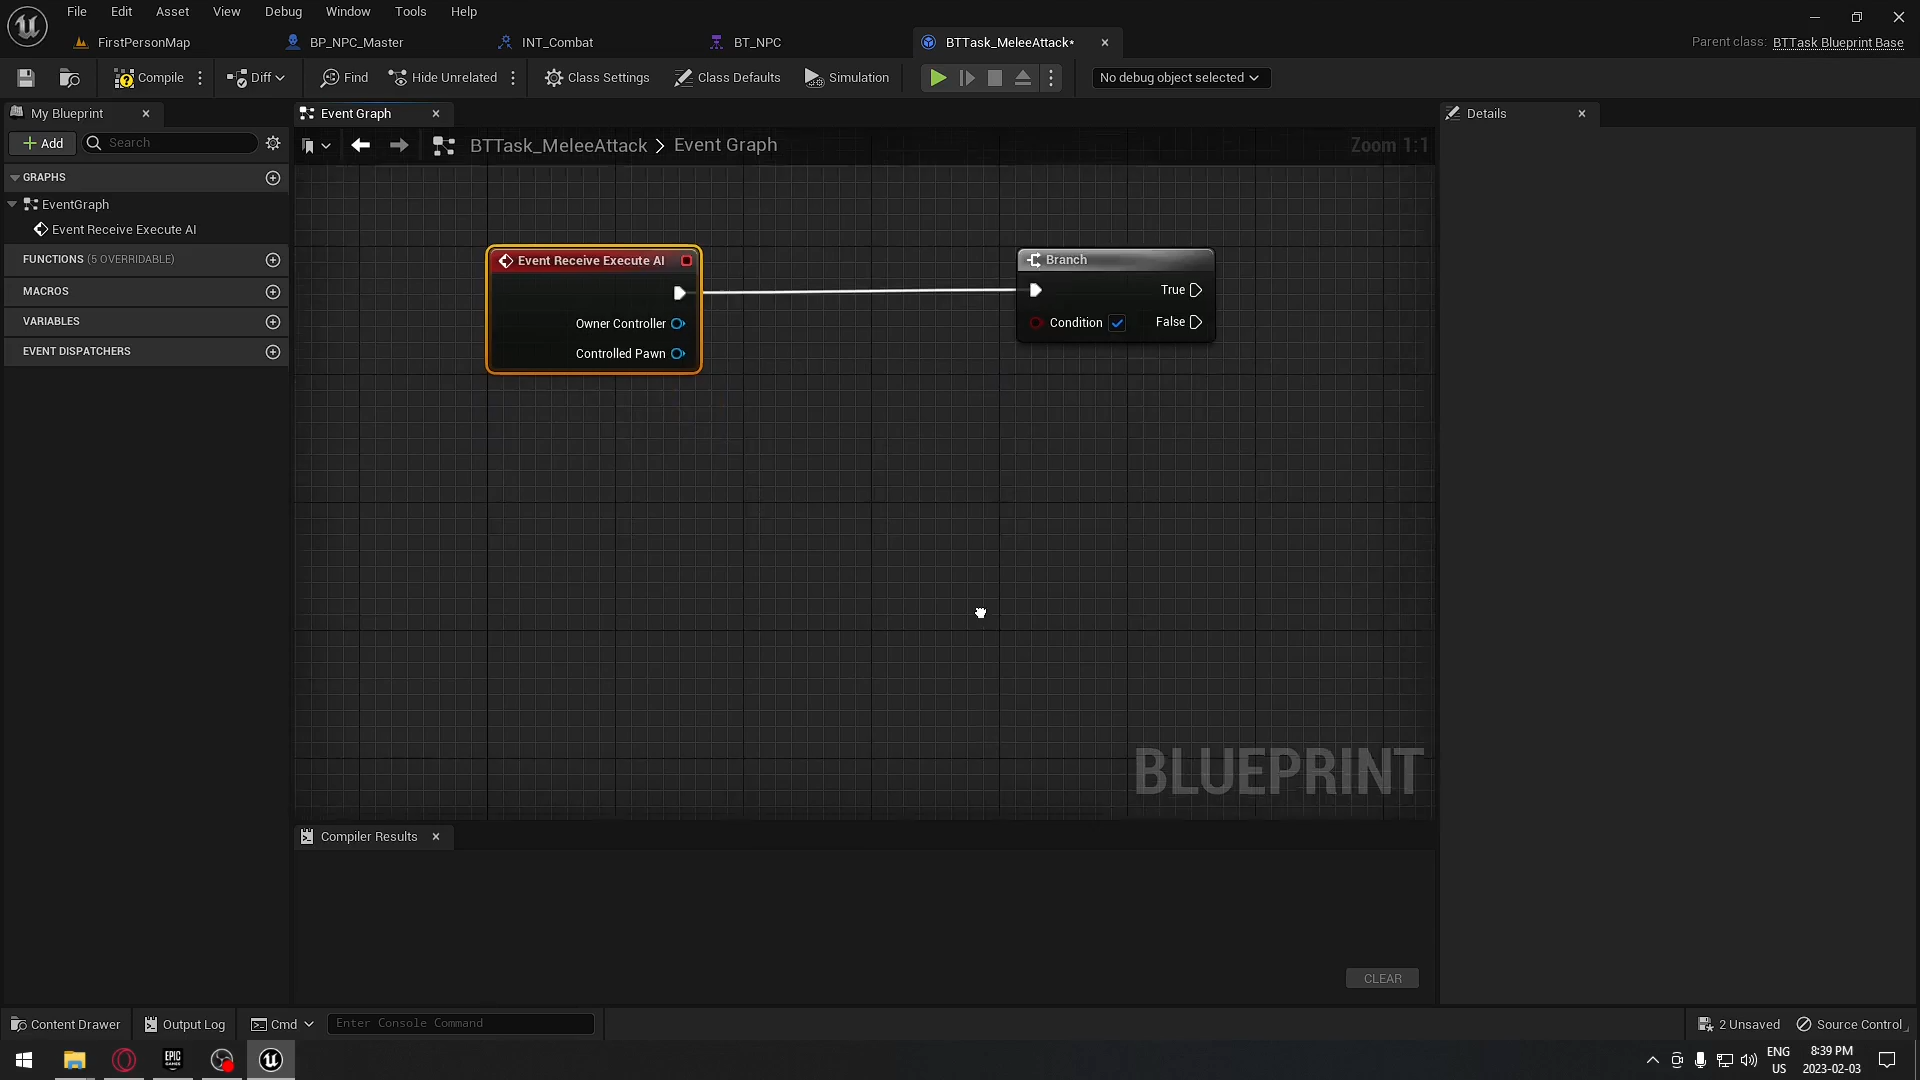 File Edit Asset View Debug Window Tools Help
FirstPersonMap BP_NPC_Master INT_Combat BT_NPC BTTask_MeleeAttack* Parent class: BTTask Blueprint Base
Compile Diff Find Hide Unrelated Class Settings Class Defaults Simulation No debug object selected
My Blueprint Event Graph Details
Add Search BTTask_MeleeAttack > Event Graph Zoom 1:1
GRAPHS
EventGraph
Event Receive Execute AI
FUNCTIONS (5 OVERRIDABLE)
MACROS
VARIABLES
EVENT DISPATCHERS
Event Receive Execute AI
Owner Controller
Controlled Pawn
Branch
True
Condition False
BLUEPRINT
Compiler Results
CLEAR
Content Drawer Output Log Cmd Enter Console Command 2 Unsaved Source Control
EPIC GAMES
ENG 8:39 PM
US 2023-02-03